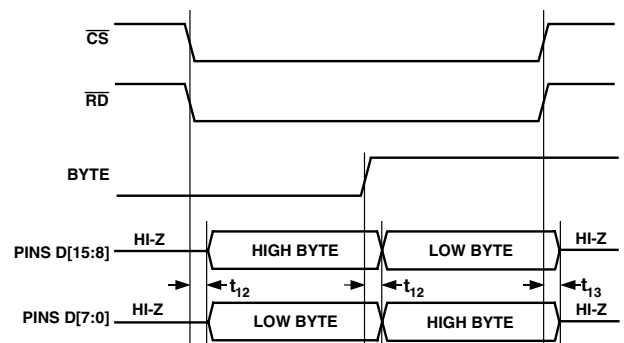 CS
RD
BYTE
PINS D[15:8] HI-Z HIGH BYTE LOW BYTE HI-Z
t12 t12 t13
PINS D[7:0] HI-Z LOW BYTE HIGH BYTE HI-Z